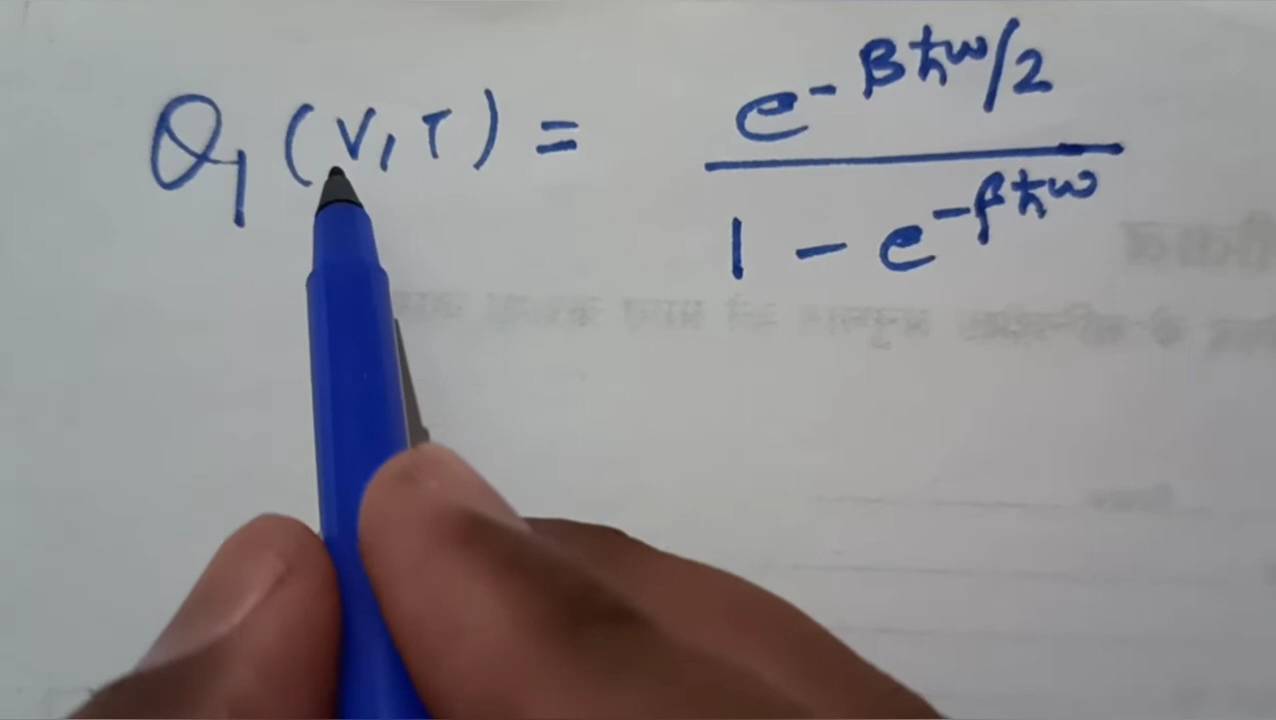 Q₁ (V, T) = e^{-βℏω/2} / 1 - e^{-βℏω}